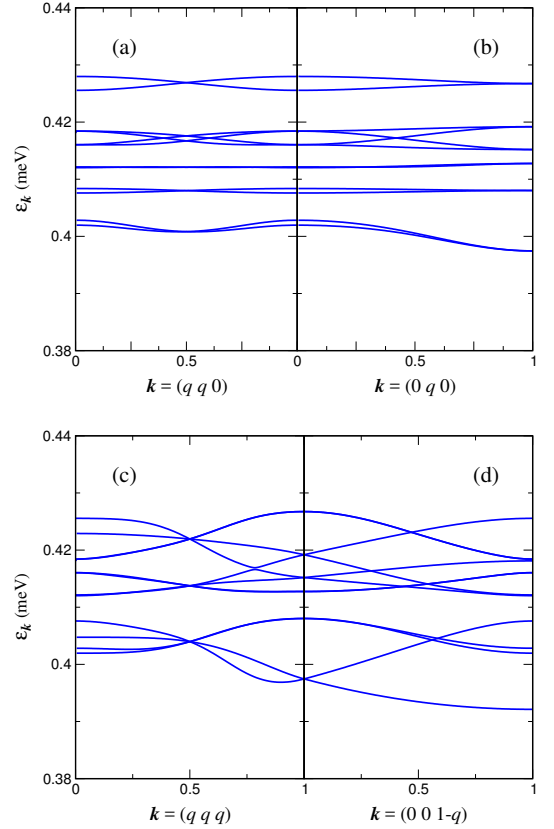 0.44
(a) (b)
0.42
εk (meV)
0.4
0.38
0 0.5 0 0.5 1
k = (q q 0) k = (0 q 0)
0.44
(c) (d)
0.42
εk (meV)
0.4
0.38
0 0.5 1 0.5 1
k = (q q q) k = (0 0 1-q)